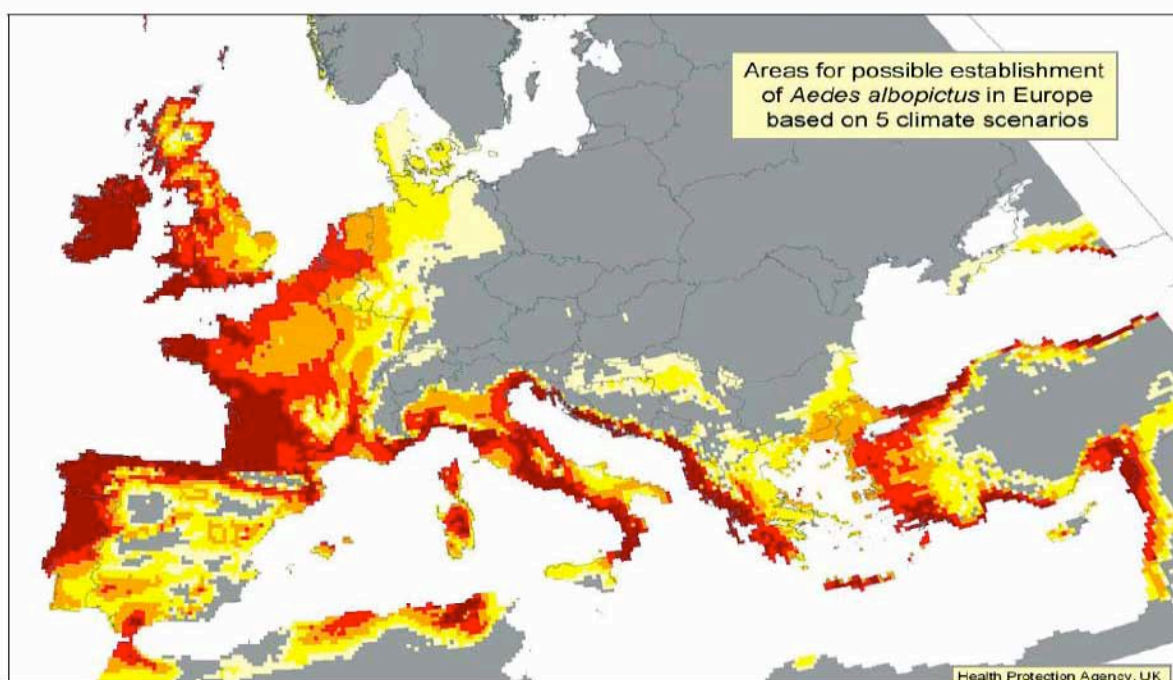 Areas for possible establishment
of Aedes albopictus in Europe
based on 5 climate scenarios
Health Protection Agency, UK